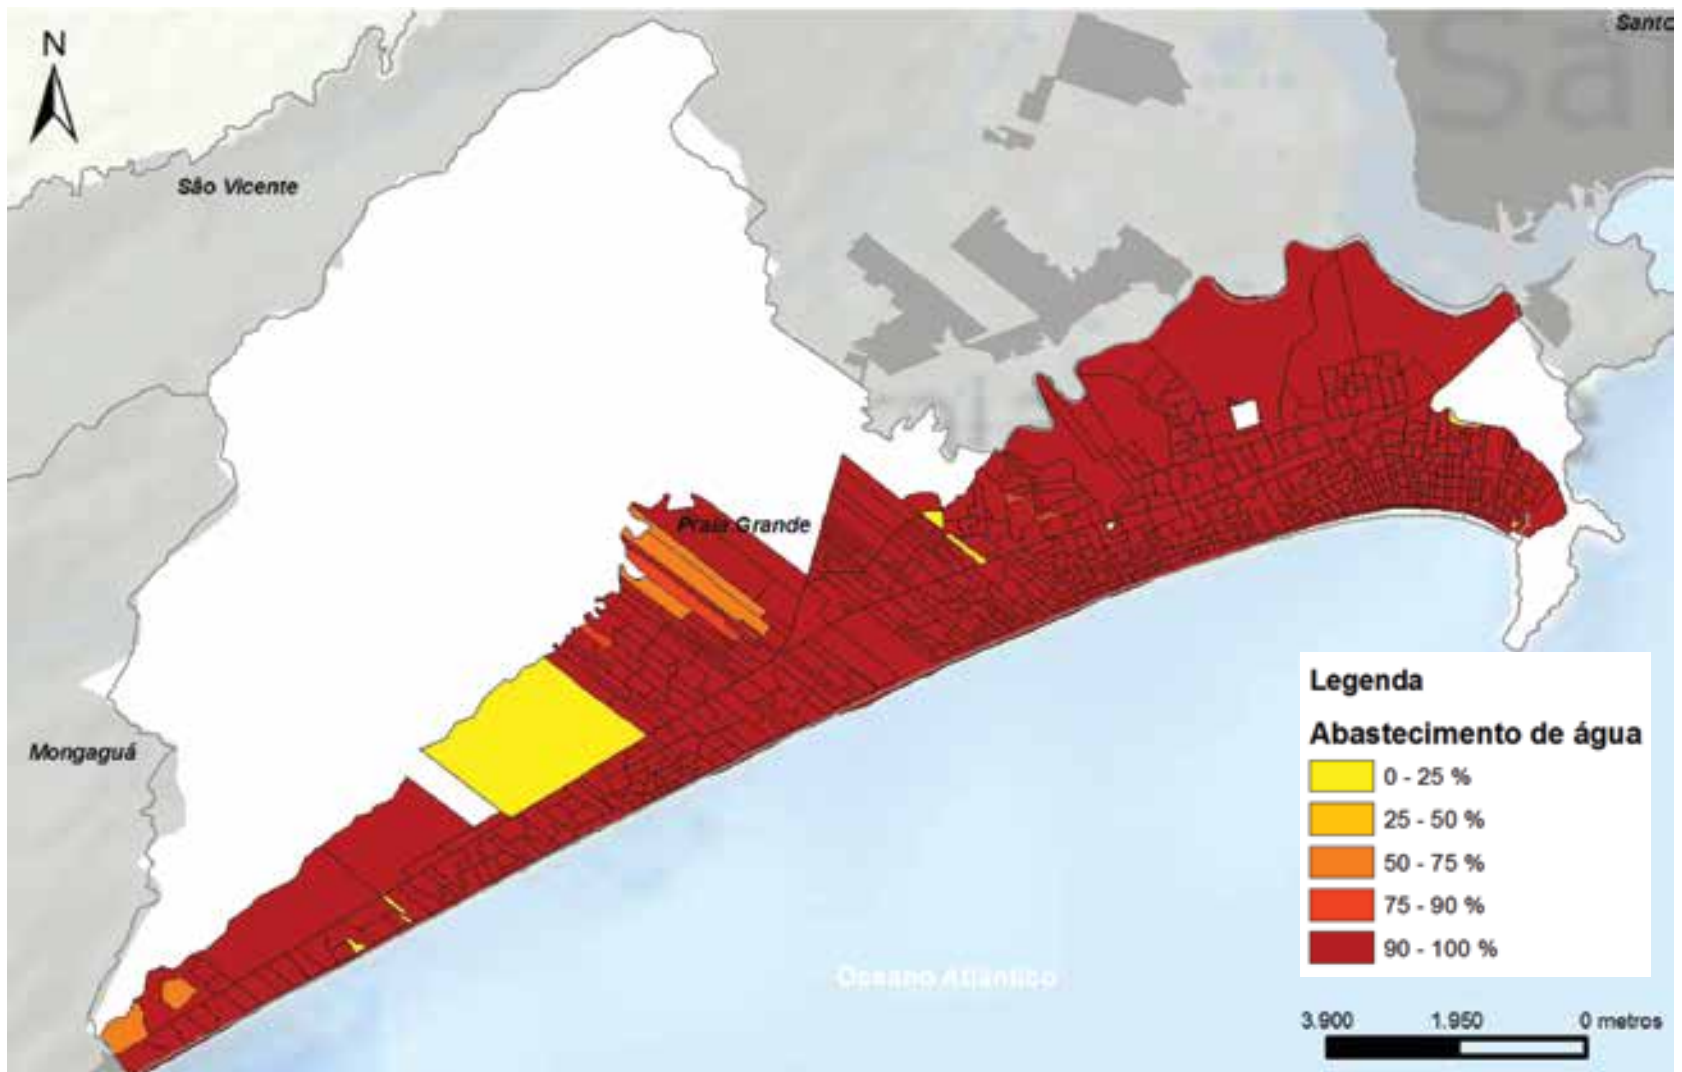 N
Santo
São Vicente
Praia Grande
Mongaguá
Oceano Atlântico
Legenda
Abastecimento de água
0 - 25 %
25 - 50 %
50 - 75 %
75 - 90 %
90 - 100 %
3.900 1.950 0 metros